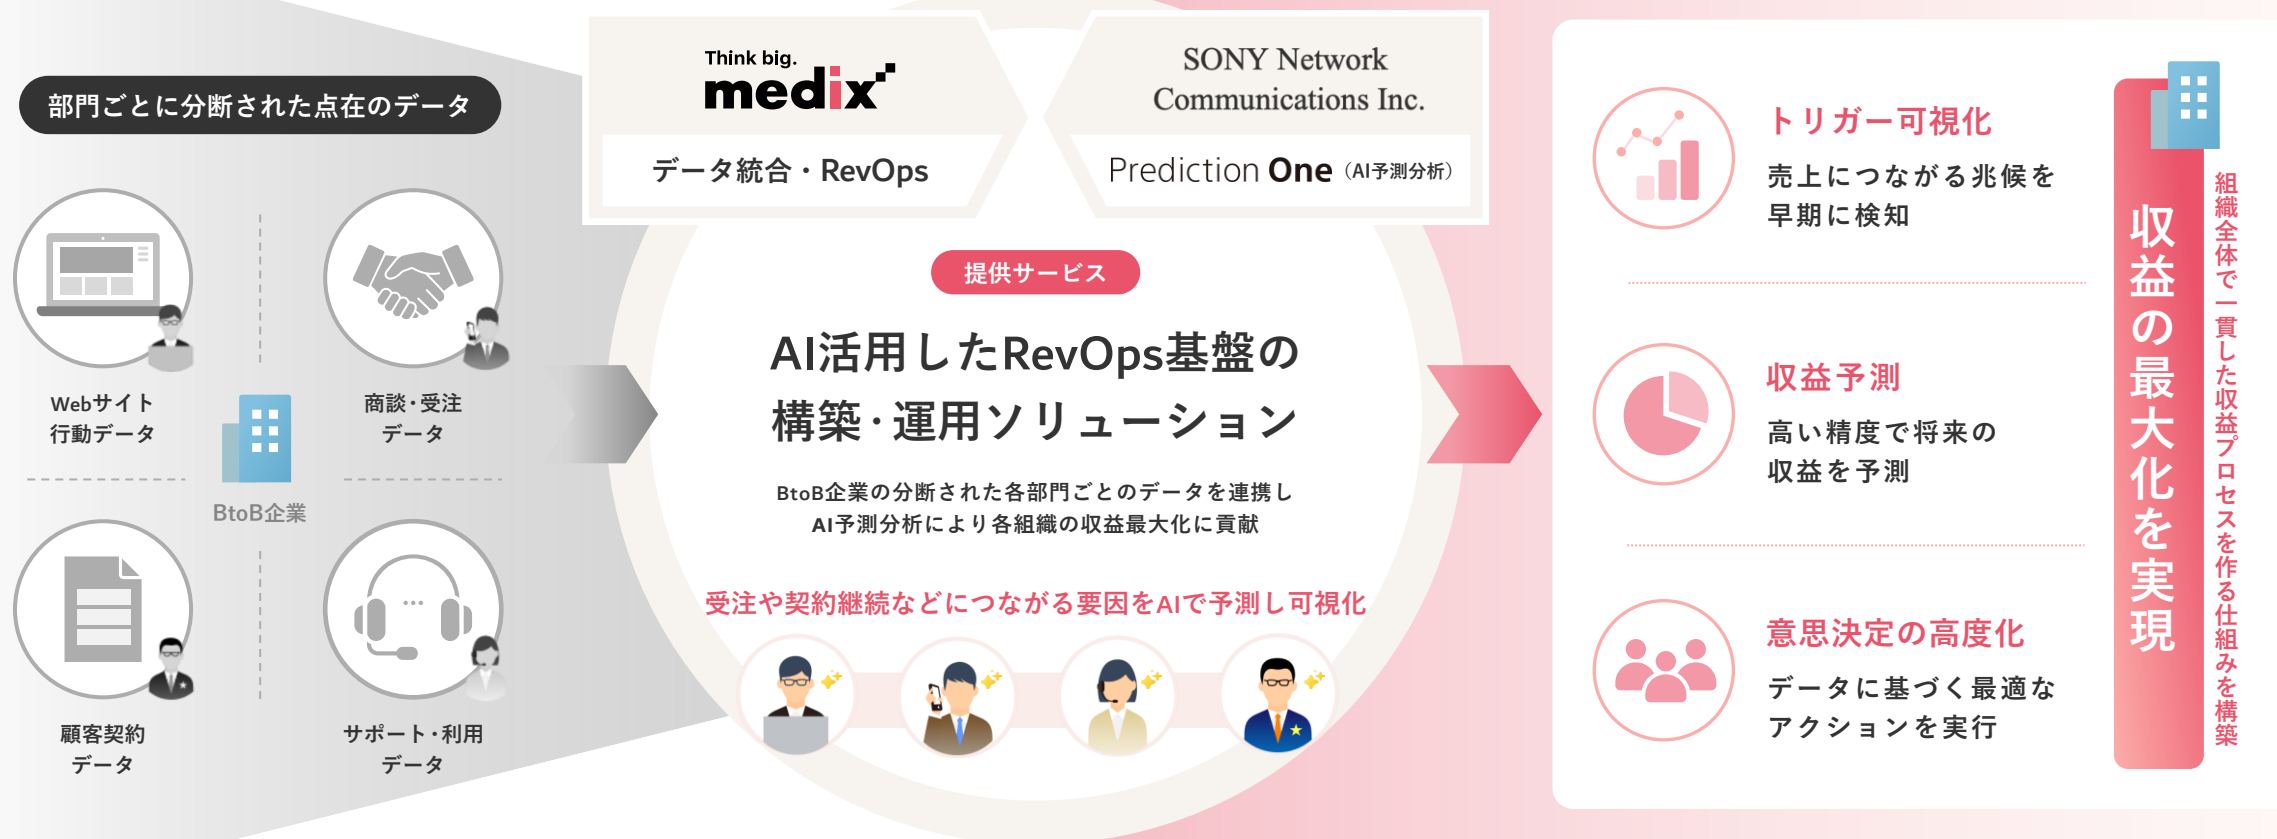 部門ごとに分断された点在のデータ
Webサイト
行動データ
商談・受注
データ
BtoB企業
顧客契約
データ
サポート・利用
データ
Think big.
medix
データ統合・RevOps
SONY Network
Communications Inc.
Prediction One（AI予測分析）
提供サービス
AI活用したRevOps基盤の
構築・運用ソリューション
BtoB企業の分断された各部門ごとのデータを連携し
AI予測分析により各組織の収益最大化に貢献
受注や契約継続などにつながる要因をAIで予測し可視化
トリガー可視化
売上につながる兆候を
早期に検知
収益予測
高い精度で将来の
収益を予測
意思決定の高度化
データに基づく最適な
アクションを実行
組織全体で一貫した収益プロセスを作る仕組みを構築
収益の最大化を実現